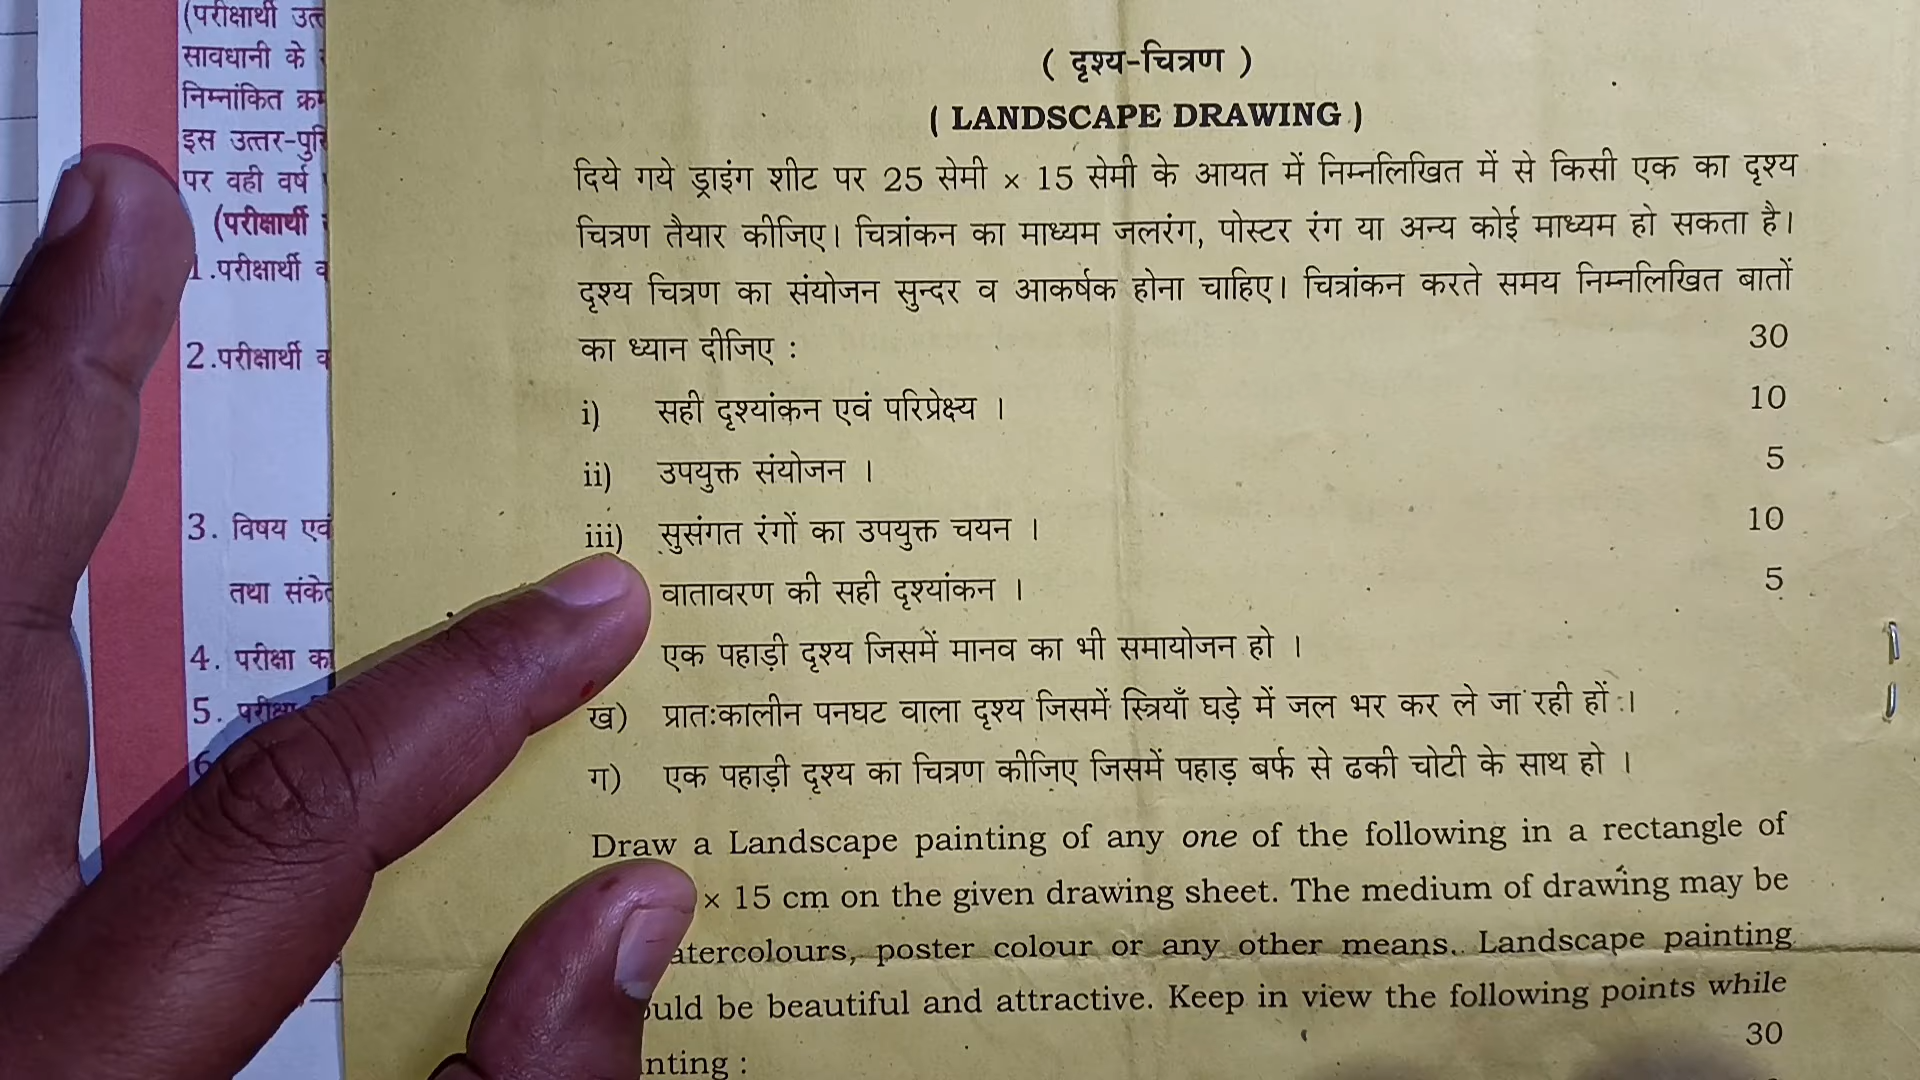 (परीक्षार्थी
सावधानी के
निम्नांकित
इस
पर वही वर्ष
(परीक्षार्थी
1.परीक्षार्थी
2.परीक्षार्थी
3. विषय एवं
तथा
4. परीक्षा
5.
( दृश्य-चित्रण )
( LANDSCAPE DRAWING )
दिये गये ड्राइंग शीट पर 25 सेमी × 15 सेमी के आयत में निम्नलिखित में से किसी एक का दृश्य
चित्रण तैयार कीजिए। चित्रांकन का माध्यम जलरंग, पोस्टर रंग या अन्य कोई माध्यम हो सकता है।
दृश्य चित्रण का संयोजन सुन्दर व आकर्षक होना चाहिए। चित्रांकन करते समय निम्नलिखित बातों
का ध्यान दीजिए : 30
i) सही दृश्यांकन एवं परिप्रेक्ष्य । 10
ii) उपयुक्त संयोजन । 5
iii) सुसंगत रंगों का उपयुक्त चयन । 10
वातावरण की सही दृश्यांकन । 5
एक पहाड़ी दृश्य जिसमें मानव का भी समायोजन हो ।
ख) प्रातःकालीन पनघट वाला दृश्य जिसमें स्त्रियाँ घड़े में जल भर कर ले जा रही हों ।
ग) एक पहाड़ी दृश्य का चित्रण कीजिए जिसमें पहाड़ बर्फ से ढकी चोटी के साथ हो ।
Draw a Landscape painting of any one of the following in a rectangle of
× 15 cm on the given drawing sheet. The medium of drawing may be
atercolours, poster colour or any other means. Landscape painting
ould be beautiful and attractive. Keep in view the following points while
nting : 30